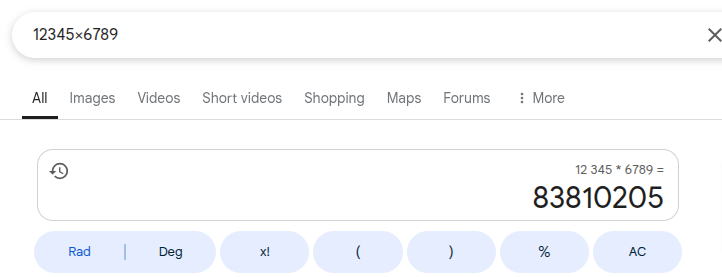 12345×6789
All Images Videos Short videos Shopping Maps Forums More
12 345 * 6789 =
83810205
Rad Deg x! ( ) % AC